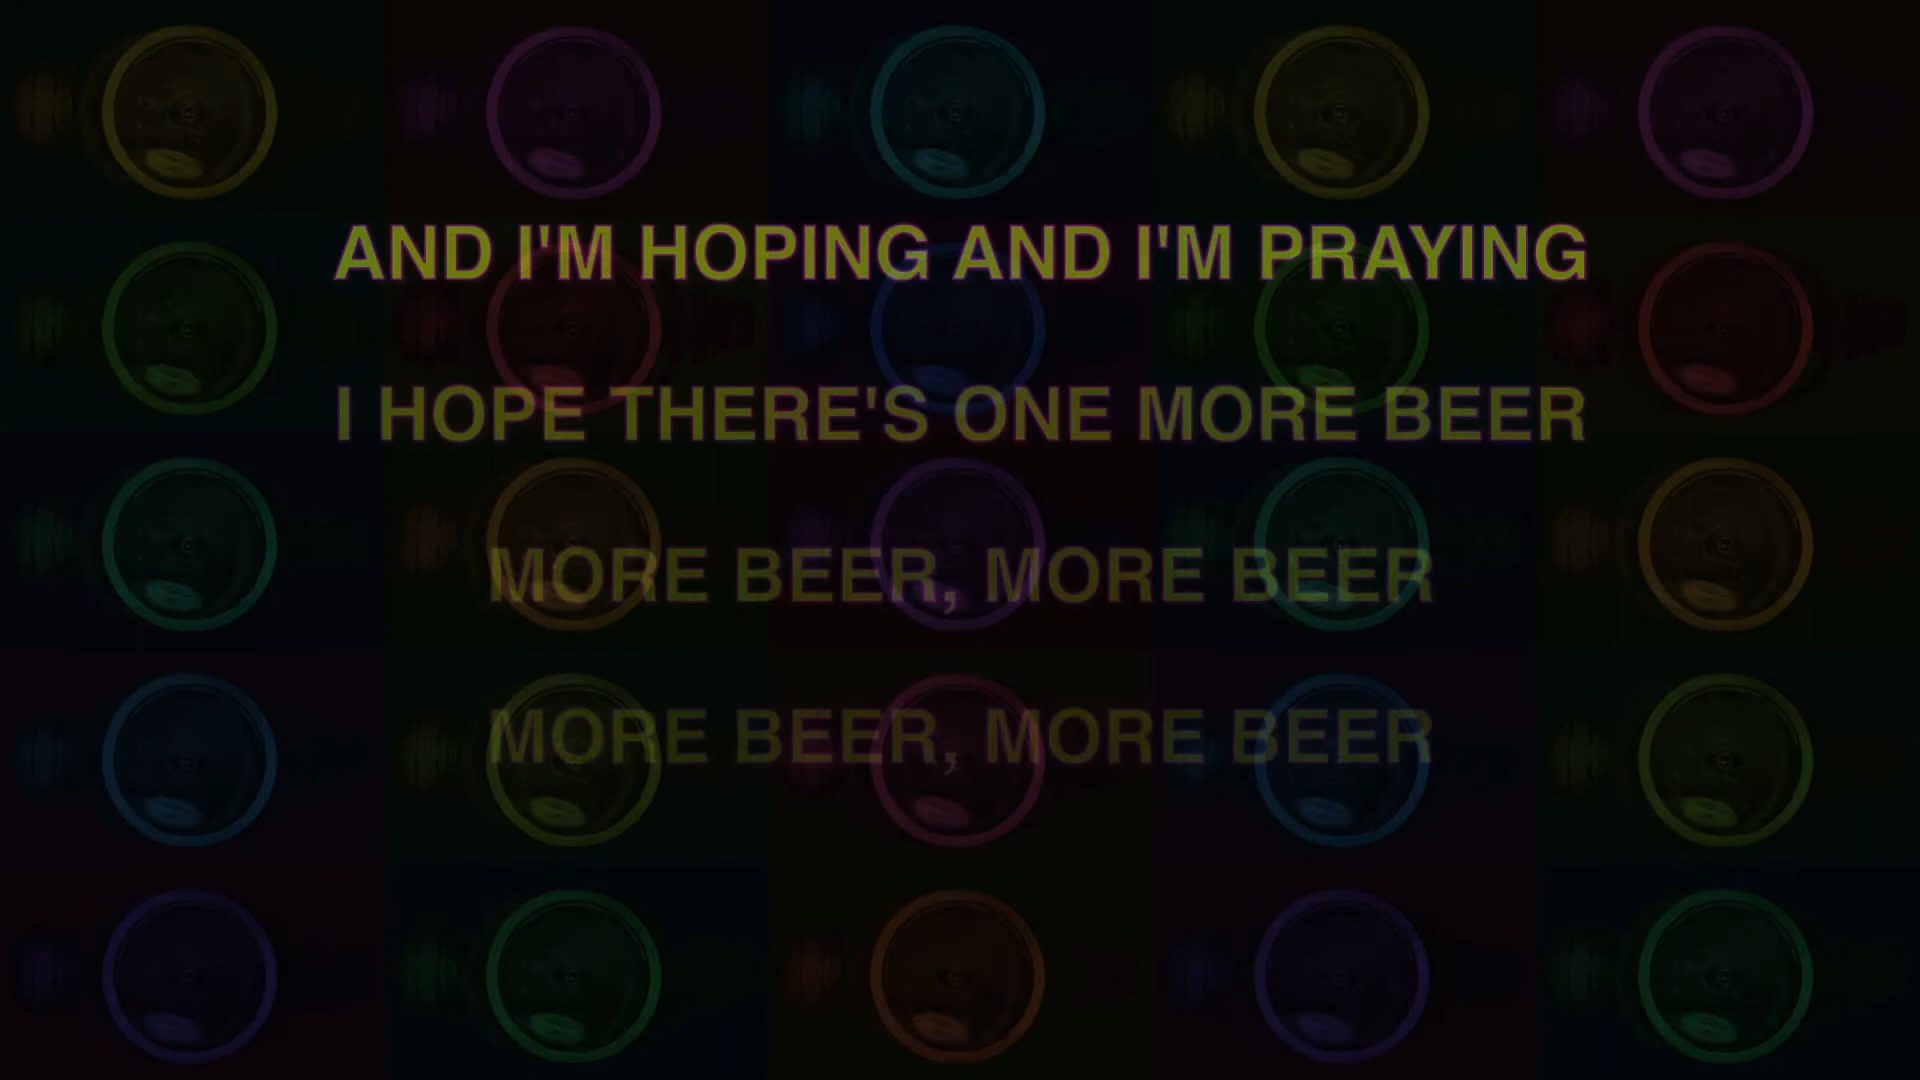 AND I'M HOPING AND I'M PRAYING
I HOPE THERE'S ONE MORE BEER
MORE BEER, MORE BEER
MORE BEER, MORE BEER